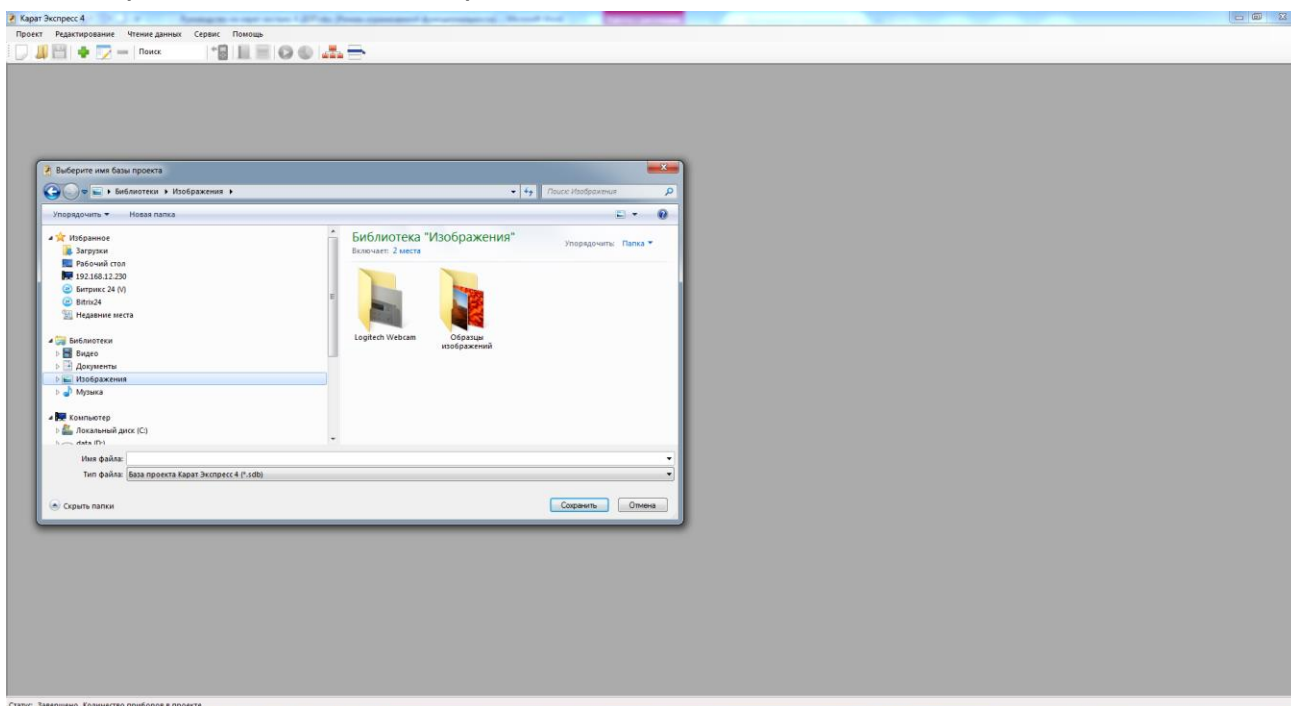 Карат Экспресс 4
Проект Редактирование Чтение данных Сервис Помощь
Поиск
Выберите имя базы проекта
Библиотеки Изображения
Поиск: Изображения
Упорядочить Новая папка
Избранное
Загрузки
Рабочий стол
192.168.12.230
Битрикс 24 (V)
Bitrix24
Недавние места
Библиотеки
Видео
Документы
Изображения
Музыка
Компьютер
Локальный диск (C:)
data (D:)
Библиотека "Изображения"
Включает: 2 места
Упорядочить: Папка
Logitech Webcam
Образцы
изображений
Имя файла:
Тип файла: База проекта Карат Экспресс 4 (*.sdb)
Скрыть папки
Сохранить Отмена
Статус: Завершено. Количество приборов в проекте